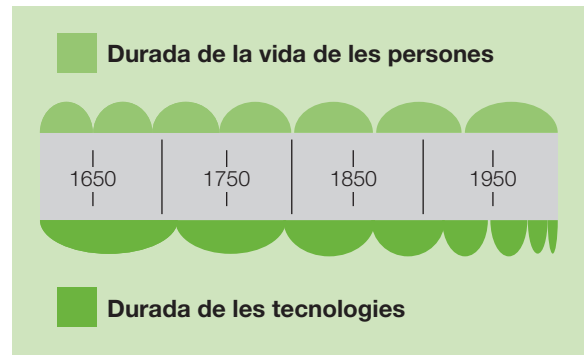 Durada de la vida de les persones
1650 1750 1850 1950
Durada de les tecnologies